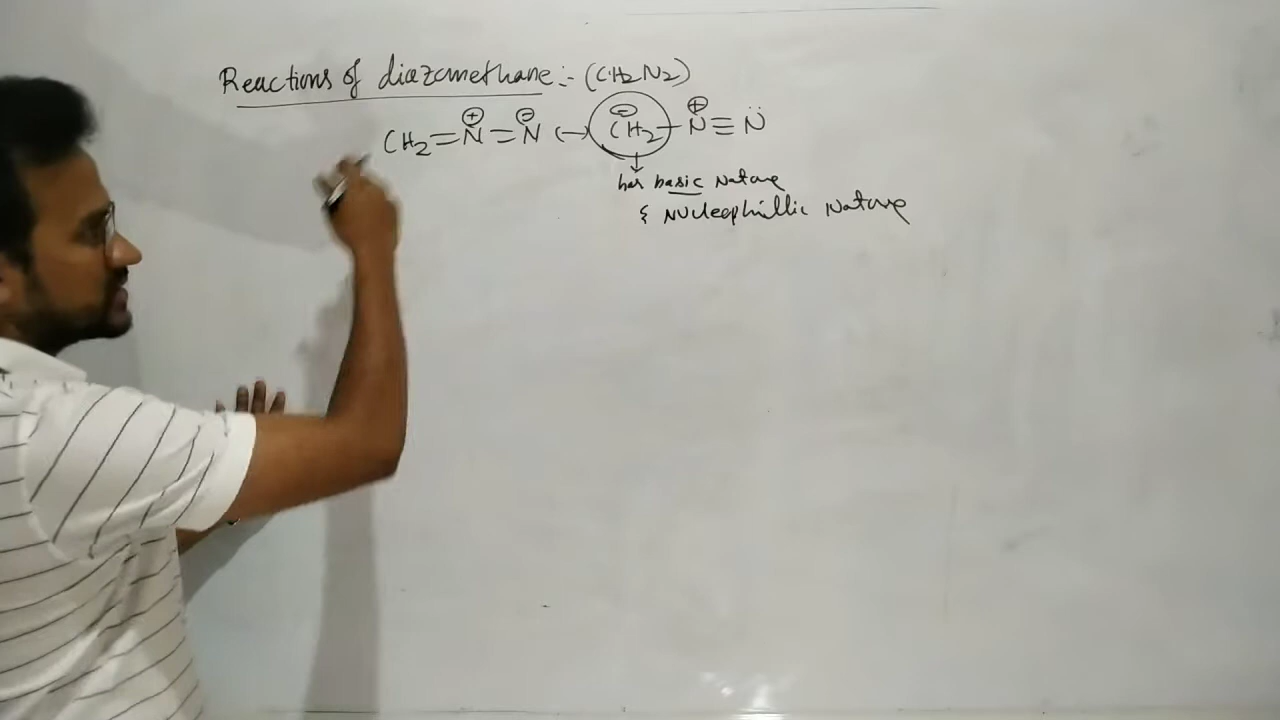 Reactions of diazomethane :- (CH2N2)
CH2=N⊕=N⊖ ↔ ⊖CH2-N⊕≡N̈
↓
has basic Nature
& Nucleophillic Nature